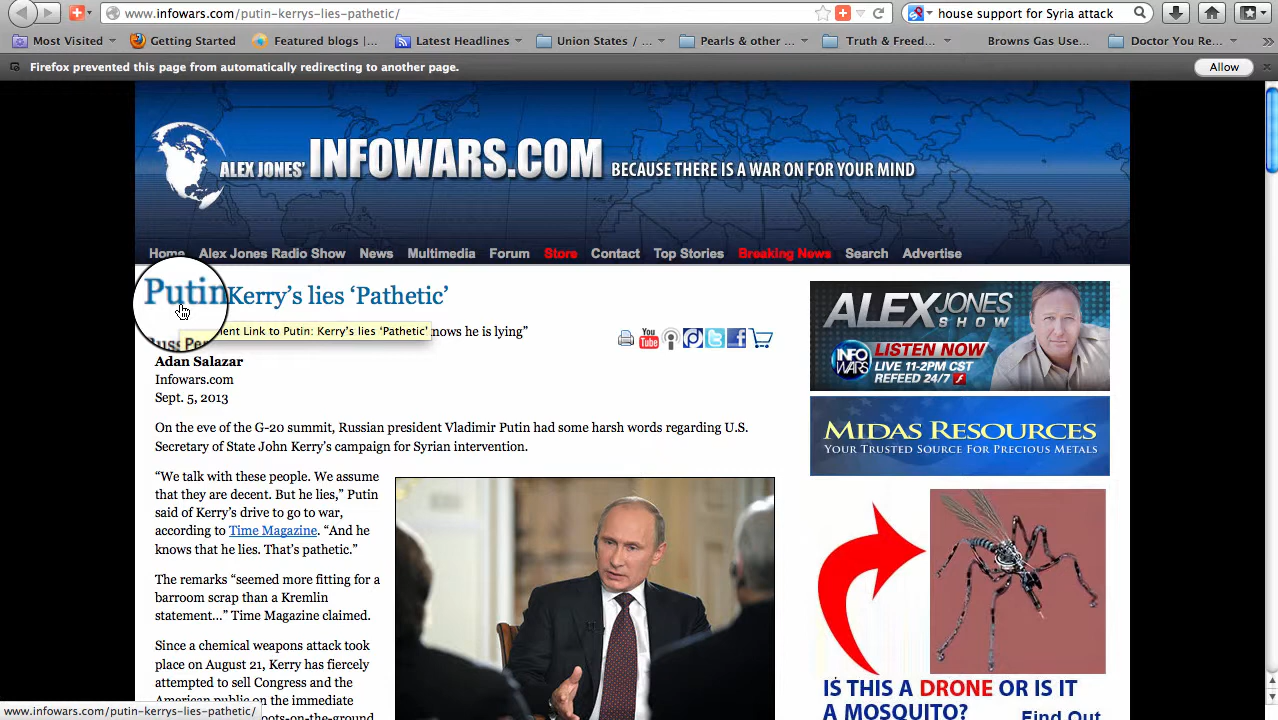 www.infowars.com/putin-kerrys-lies-pathetic/
house support for Syria attack
Most Visited
Getting Started
Featured blogs |...
Latest Headlines
Union States / ...
Pearls & other ...
Truth & Freed...
Browns Gas Use...
Doctor You Re...
Firefox prevented this page from automatically redirecting to another page.
Allow
ALEX JONES' INFOWARS.COM BECAUSE THERE IS A WAR ON FOR YOUR MIND
Home Alex Jones Radio Show News Multimedia Forum Store Contact Top Stories Breaking News Search Advertise
Putin Kerry's lies ‘Pathetic’
Link to Putin: Kerry's lies ‘Pathetic’ knows he is lying”
You Tube
Adan Salazar
Infowars.com
Sept. 5, 2013
On the eve of the G-20 summit, Russian president Vladimir Putin had some harsh words regarding U.S.
Secretary of State John Kerry’s campaign for Syrian intervention.
“We talk with these people. We assume
that they are decent. But he lies,” Putin
said of Kerry’s drive to go to war,
according to Time Magazine. “And he
knows that he lies. That’s pathetic.”
The remarks “seemed more fitting for a
barroom scrap than a Kremlin
statement...” Time Magazine claimed.
Since a chemical weapons attack took
place on August 21, Kerry has fiercely
attempted to sell Congress and the
American public on the immediate
www.infowars.com/putin-kerrys-lies-pathetic/
ALEX JONES SHOW
INFO WARS
LISTEN NOW
LIVE 11-2PM CST
REFEED 24/7
MIDAS RESOURCES
YOUR TRUSTED SOURCE FOR PRECIOUS METALS
IS THIS A DRONE OR IS IT
A MOSQUITO? Find Out